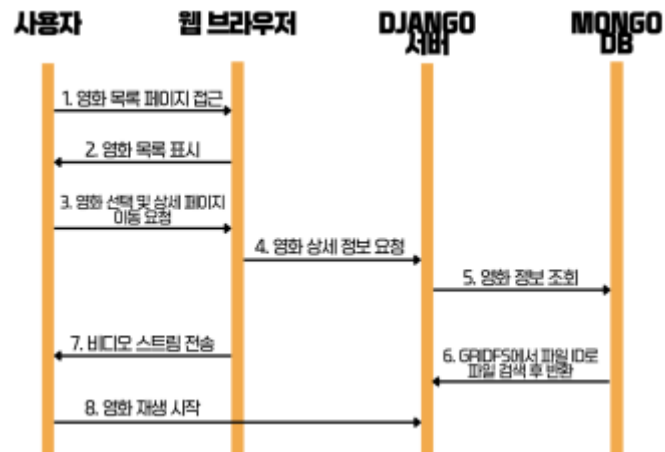 사용자
웹 브라우저
DJANGO
서버
MONGO
DB
1. 영화 목록 페이지 접근
2. 영화 목록 표시
3. 영화 선택 및 상세 페이지
이동 요청
4. 영화 상세 정보 요청
5. 영화 정보 조회
7. 비디오 스트림 전송
6. GRIDFS에서 파일 ID로
파일 검색 후 반환
8. 영화 재생 시작